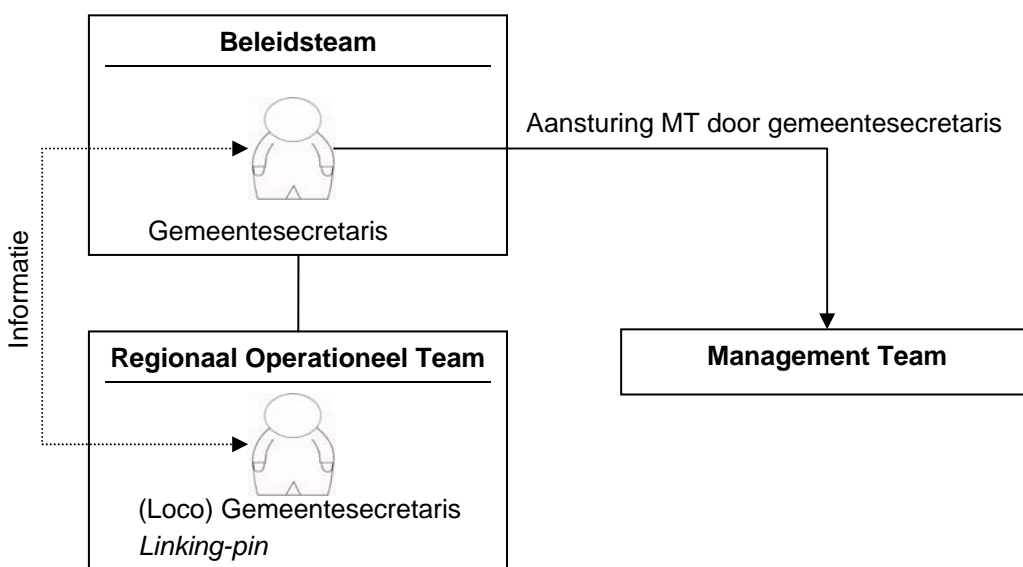 Beleidsteam
Aansturing MT door gemeentesecretaris
Gemeentesecretaris
Informatie
Regionaal Operationeel Team
Management Team
(Loco) Gemeentesecretaris
Linking-pin